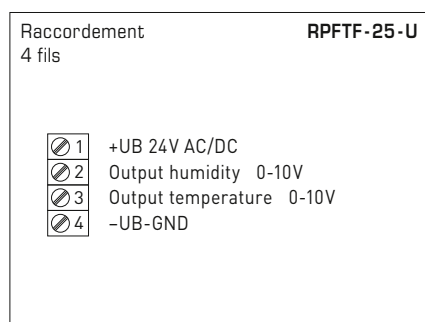 Raccordement RPFTF-25-U
4 fils
1 +UB 24V AC/DC
2 Output humidity 0-10V
3 Output temperature 0-10V
4 –UB-GND